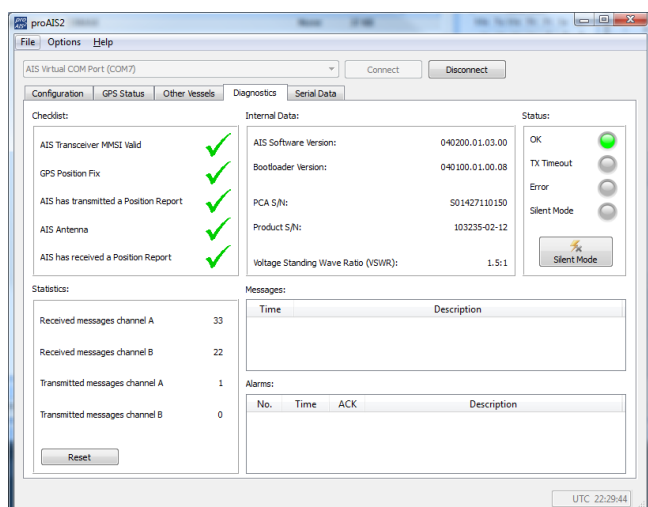 proAIS2
File Options Help
AIS Virtual COM Port (COM7) Connect Disconnect
Configuration GPS Status Other Vessels Diagnostics Serial Data
Checklist:
AIS Transceiver MMSI Valid
GPS Position Fix
AIS has transmitted a Position Report
AIS Antenna
AIS has received a Position Report
Internal Data:
AIS Software Version: 040200.01.03.00
Bootloader Version: 040100.01.00.08
PCA S/N: S01427110150
Product S/N: 103235-02-12
Voltage Standing Wave Ratio (VSWR): 1.5:1
Status:
OK
TX Timeout
Error
Silent Mode
Silent Mode
Statistics:
Received messages channel A 33
Received messages channel B 22
Transmitted messages channel A 1
Transmitted messages channel B 0
Reset
Messages:
Time Description
Alarms:
No. Time ACK Description
UTC 22:29:44